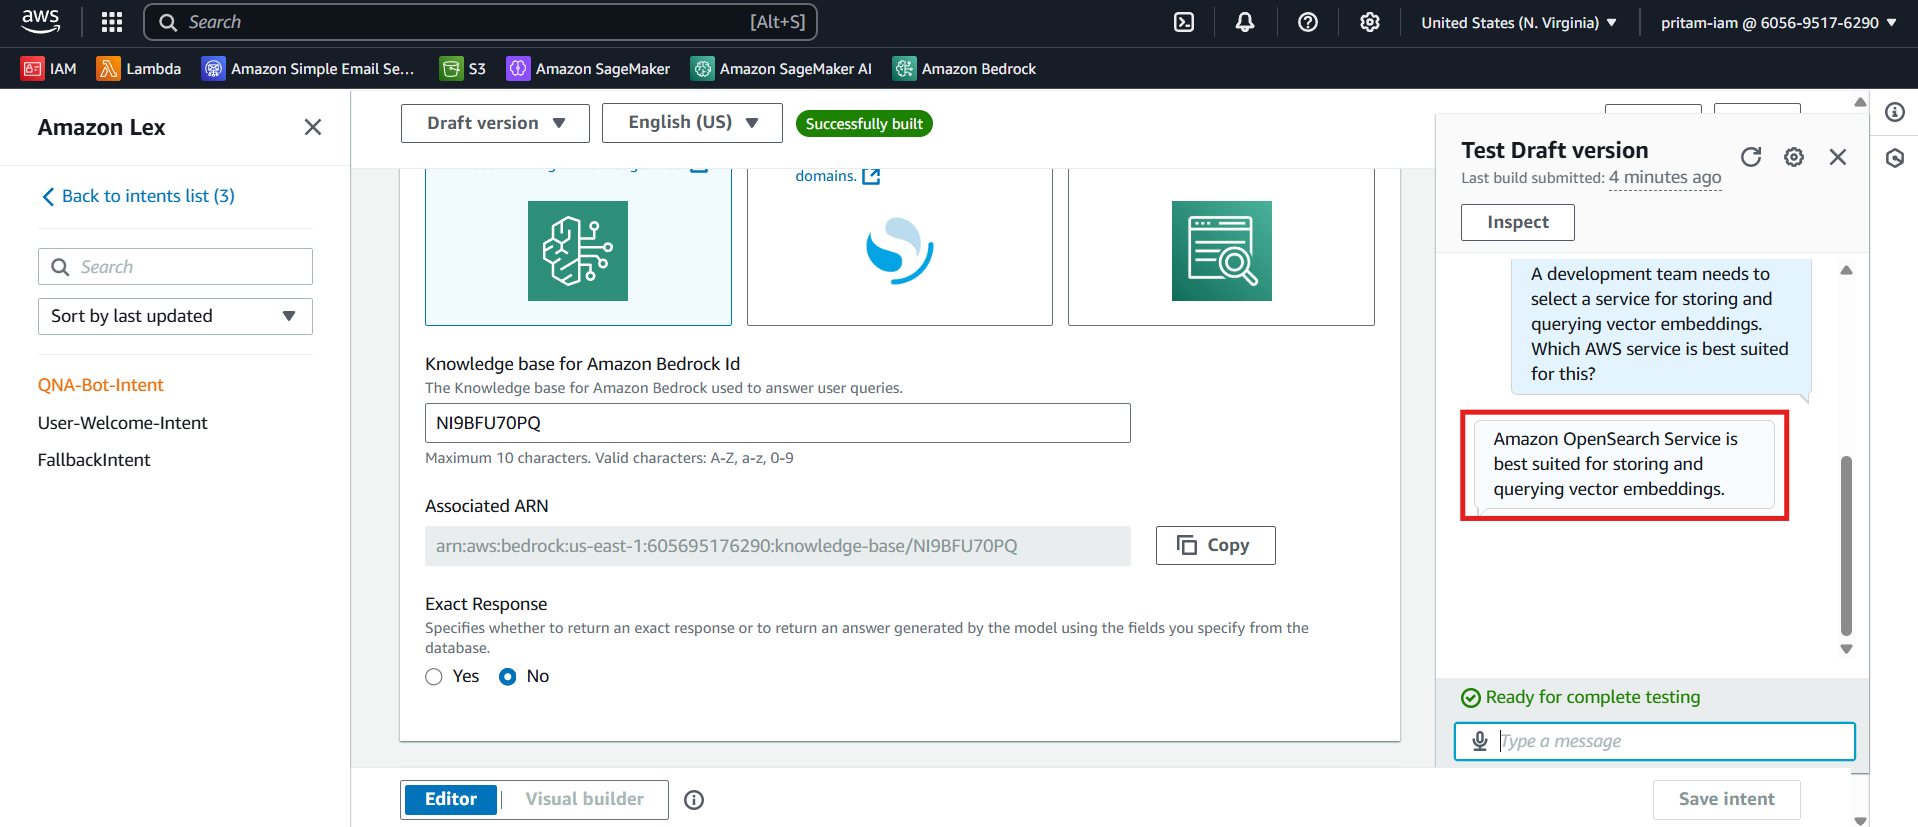 aws
Search [Alt+S]
United States (N. Virginia) ▼
pritam-iam @ 6056-9517-6290 ▼
IAM
Lambda
Amazon Simple Email Se...
S3
Amazon SageMaker
Amazon SageMaker AI
Amazon Bedrock
Amazon Lex
Back to intents list (3)
Search
Sort by last updated
QNA-Bot-Intent
User-Welcome-Intent
FallbackIntent
Draft version
English (US)
Successfully built
domains.
Knowledge base for Amazon Bedrock Id
The Knowledge base for Amazon Bedrock used to answer user queries.
NI9BFU70PQ
Maximum 10 characters. Valid characters: A-Z, a-z, 0-9
Associated ARN
arn:aws:bedrock:us-east-1:605695176290:knowledge-base/NI9BFU70PQ
Copy
Exact Response
Specifies whether to return an exact response or to return an answer generated by the model using the fields you specify from the
database.
Yes No
Editor
Visual builder
Save intent
Test Draft version
Last build submitted: 4 minutes ago
Inspect
A development team needs to
select a service for storing and
querying vector embeddings.
Which AWS service is best suited
for this?
Amazon OpenSearch Service is
best suited for storing and
querying vector embeddings.
Ready for complete testing
Type a message